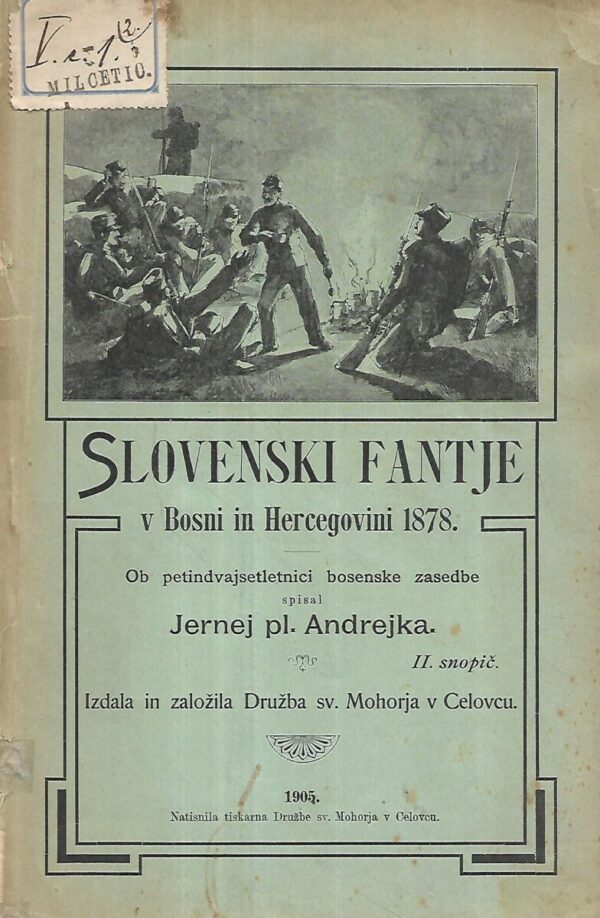 V. č. 1.
2.
MILCETIC.
SLOVENSKI FANTJE
v Bosni in Hercegovini 1878.
Ob petindvajsetletnici bosenske zasedbe
spisal
Jernej pl. Andrejka.
II. snopič.
Izdala in založila Družba sv. Mohorja v Celovcu.
1905.
Natisnila tiskarna Družbe sv. Mohorja v Celovcu.